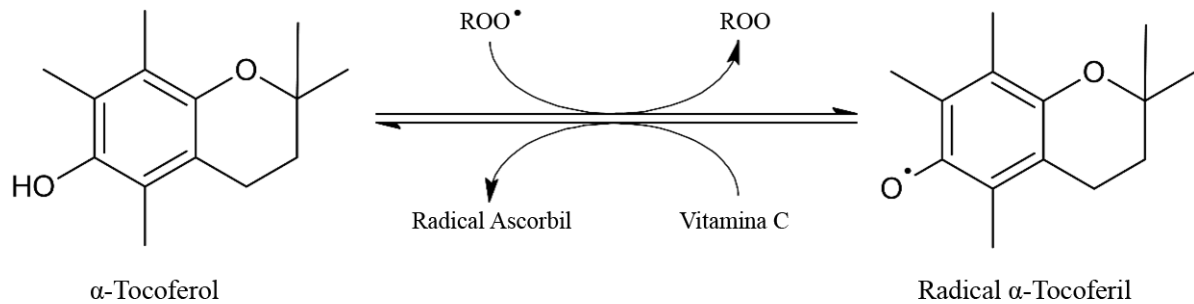 ROO•
ROO
O
O
HO
O•
Radical Ascorbil
Vitamina C
α-Tocoferol
Radical α-Tocoferil